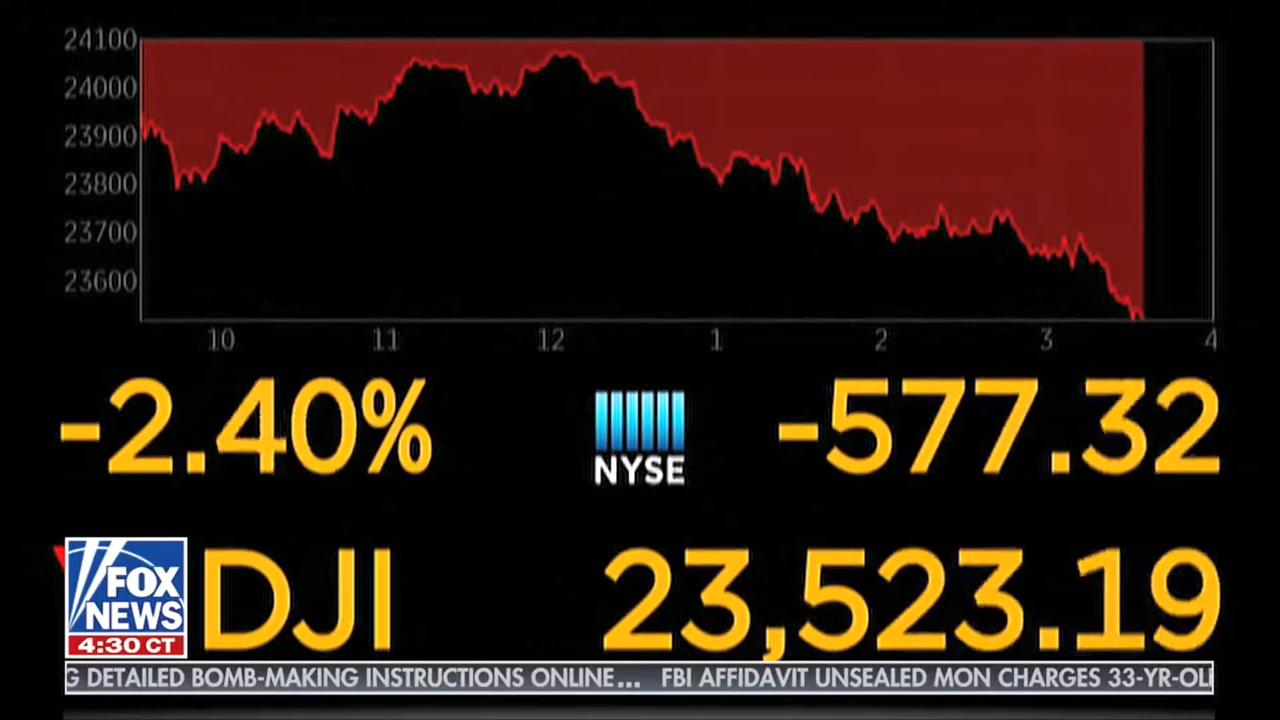 24100
24000
23900
23800
23700
23600
10 11 12 1 2 3 4
-2.40% NYSE -577.32
DJI 23,523.19
FOX
NEWS
4:30 CT
G DETAILED BOMB-MAKING INSTRUCTIONS ONLINE... FBI AFFIDAVIT UNSEALED MON CHARGES 33-YR-OL